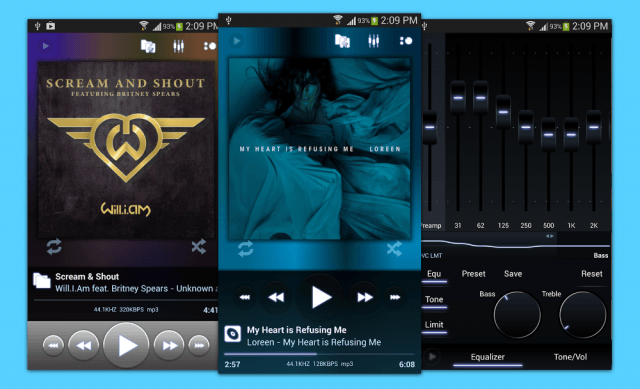 93% 2:09 PM
SCREAM AND SHOUT
FEATURING BRITNEY SPEARS
will.i.am
Scream & Shout
Will.I.Am feat. Britney Spears - Unknown a
44.1KHZ 320KBPS mp3
4:41
93% 2:09 PM
MY HEART IS REFUSING ME LOREEN
My Heart is Refusing Me
Loreen - My Heart is Refusing Me
2:57 44.1KHZ 128KBPS mp3 6:08
93% 2:09 PM
Preamp 31 62 125 250 500 1K 2K
VC LMT Bass
Equ Preset Save Reset
Tone Bass Treble
Limit
Equalizer Tone/Vol